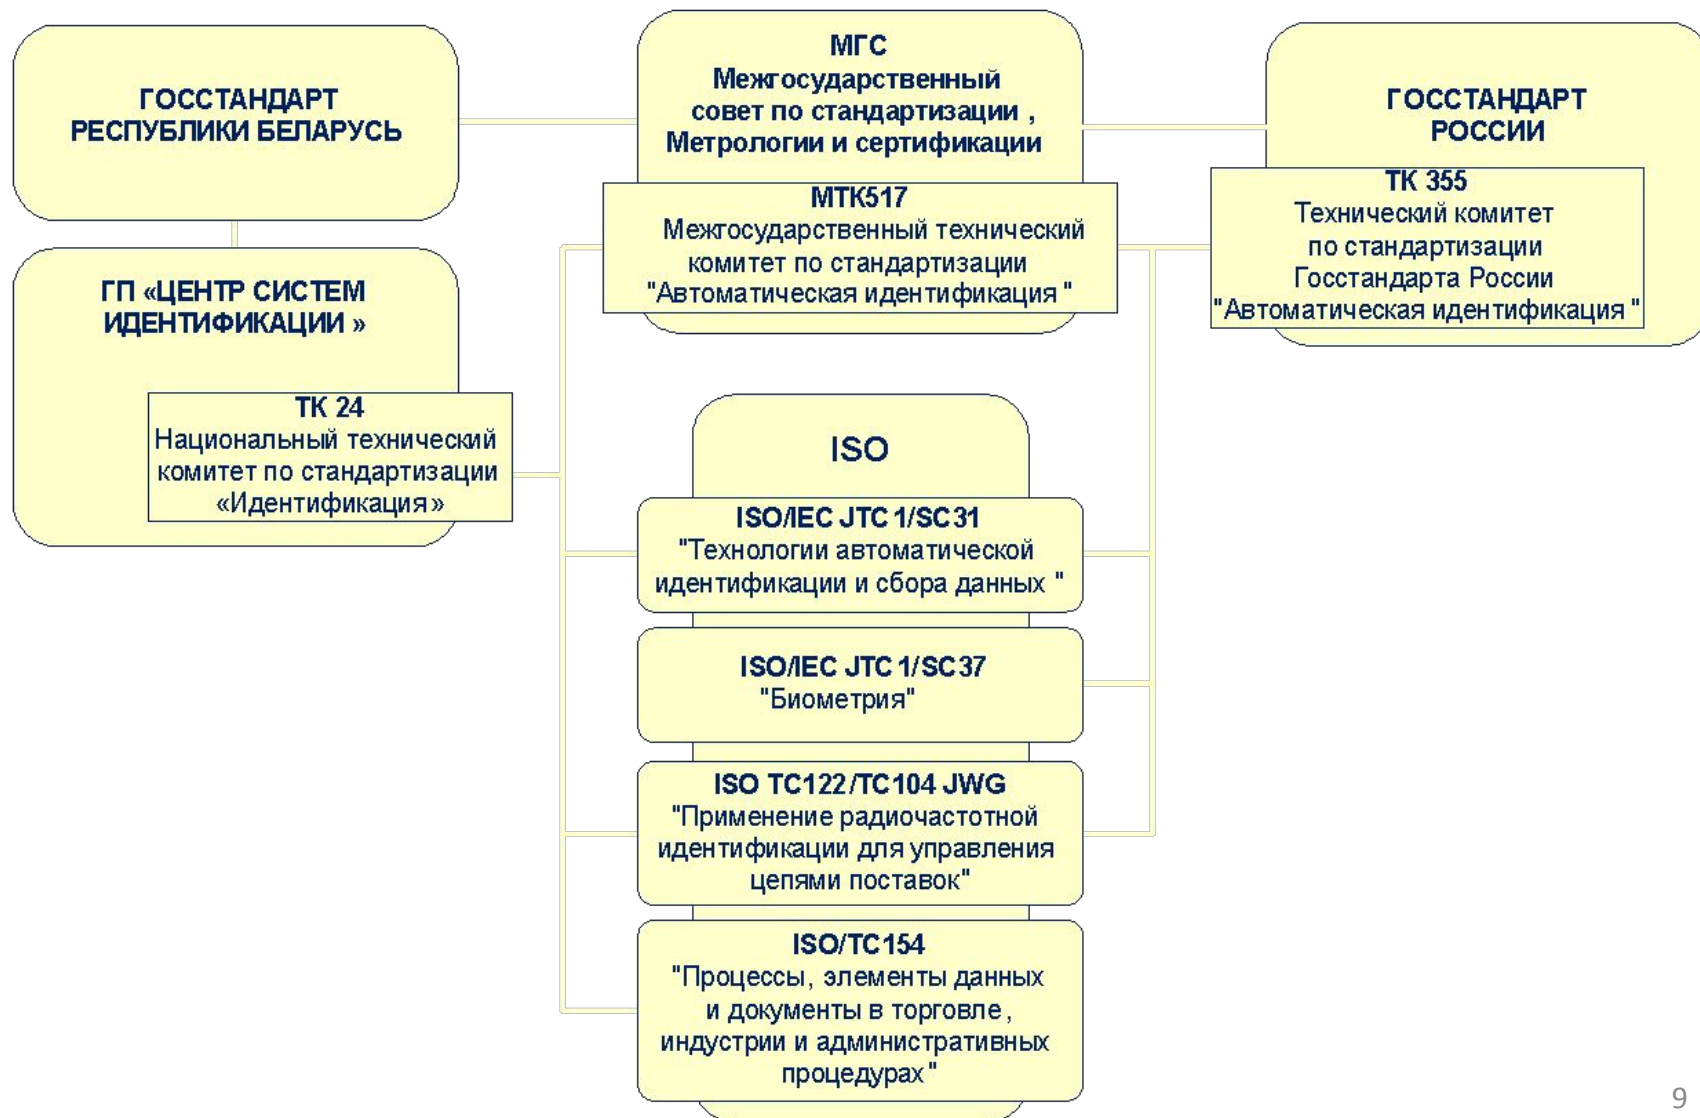 ГОССТАНДАРТ
РЕСПУБЛИКИ БЕЛАРУСЬ
МГС
Межгосударственный
совет по стандартизации ,
Метрологии и сертификации
ГОССТАНДАРТ
РОССИИ
МТК517
Межгосударственный технический
комитет по стандартизации
"Автоматическая идентификация "
ТК 355
Технический комитет
по стандартизации
Госстандарта России
"Автоматическая идентификация "
ГП «ЦЕНТР СИСТЕМ
ИДЕНТИФИКАЦИИ »
ТК 24
Национальный технический
комитет по стандартизации
«Идентификация»
ISO
ISO/IEC JTC 1/SC31
"Технологии автоматической
идентификации и сбора данных "
ISO/IEC JTC 1/SC37
"Биометрия"
ISO TC122/TC104 JWG
"Применение радиочастотной
идентификации для управления
цепями поставок"
ISO/TC154
"Процессы, элементы данных
и документы в торговле ,
индустрии и административных
процедурах "
9